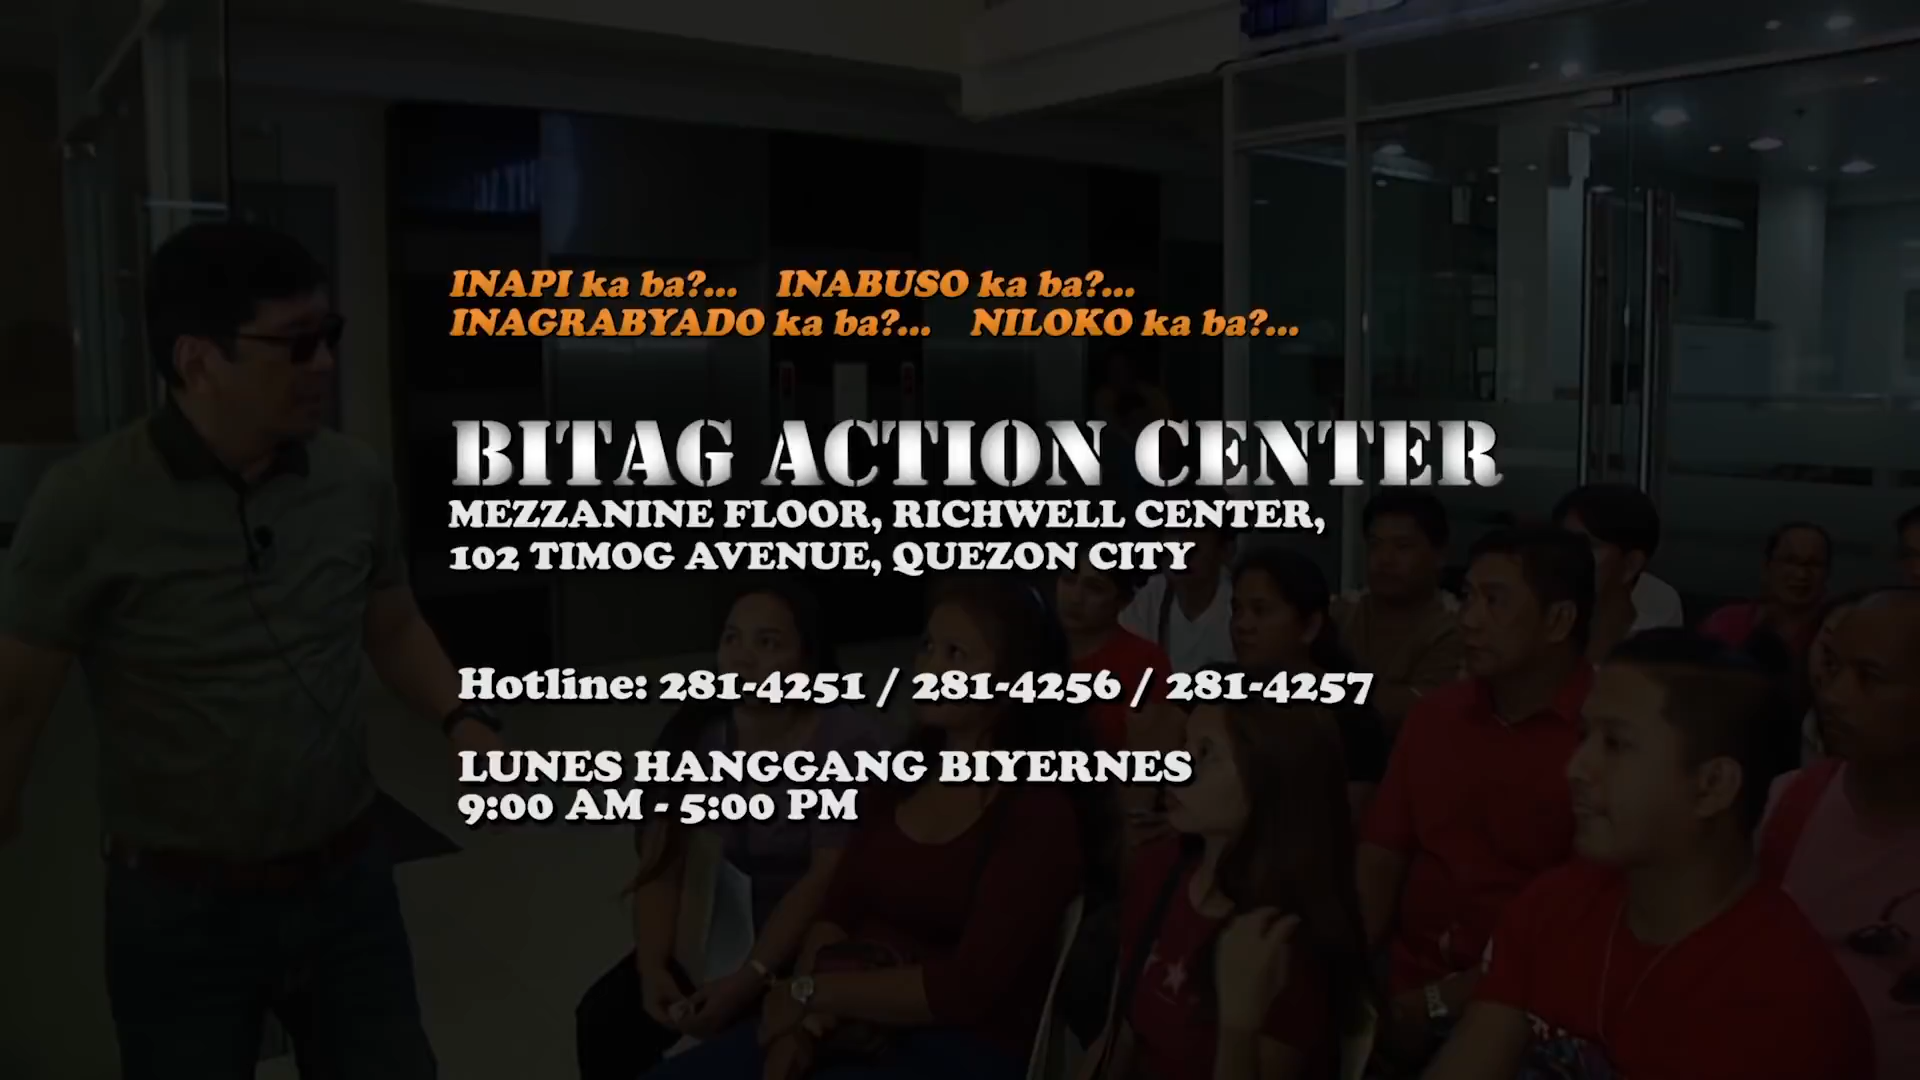 INAPI ka ba?... INABUSO ka ba?...
INAGRABYADO ka ba?... NILOKO ka ba?...
BITAG ACTION CENTER
MEZZANINE FLOOR, RICHWELL CENTER,
102 TIMOG AVENUE, QUEZON CITY
Hotline: 281-4251 / 281-4256 / 281-4257
LUNES HANGGANG BIYERNES
9:00 AM - 5:00 PM